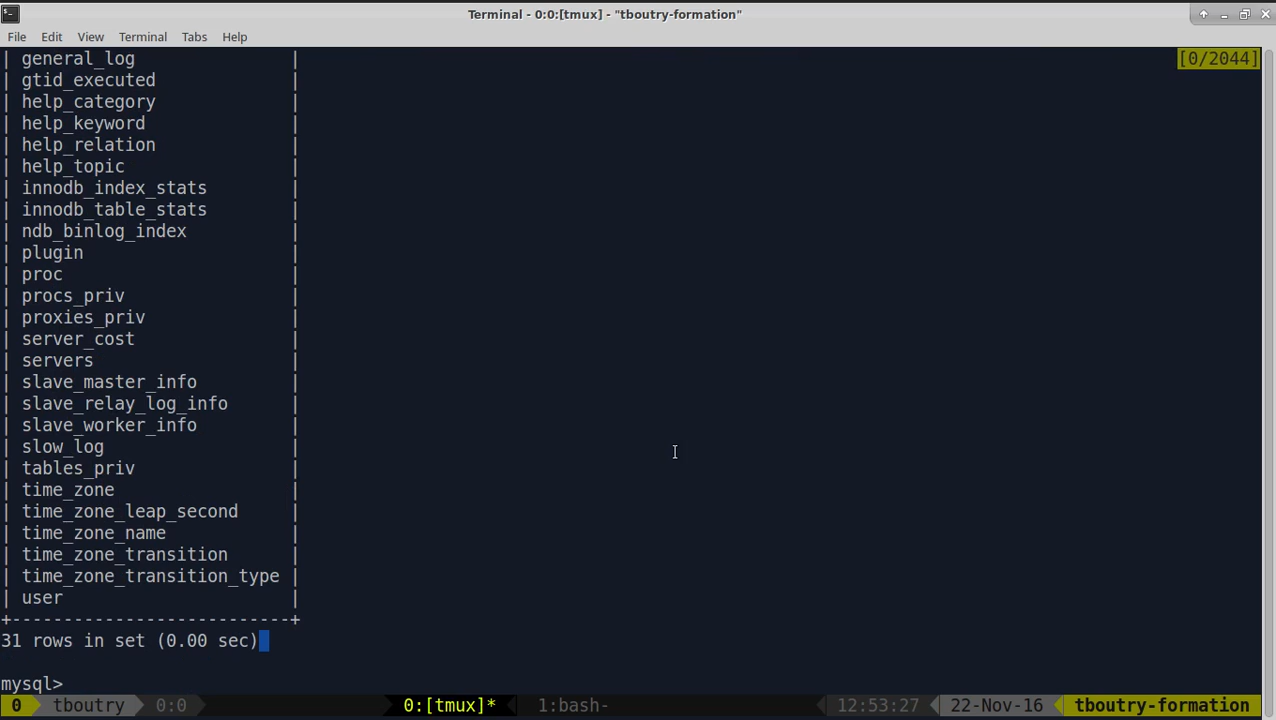 Terminal - 0:0:[tmux] - "tboutry-formation"
File Edit View Terminal Tabs Help
| general_log | [0/2044]
| gtid_executed |
| help_category |
| help_keyword |
| help_relation |
| help_topic |
| innodb_index_stats |
| innodb_table_stats |
| ndb_binlog_index |
| plugin |
| proc |
| procs_priv |
| proxies_priv |
| server_cost |
| servers |
| slave_master_info |
| slave_relay_log_info |
| slave_worker_info |
| slow_log |
| tables_priv |
| time_zone |
| time_zone_leap_second |
| time_zone_name |
| time_zone_transition |
| time_zone_transition_type |
| user |
+---------------------------+
31 rows in set (0.00 sec)
mysql>
0 tboutry 0:0 0:[tmux]* 1:bash- 12:53:27 22-Nov-16 tboutry-formation